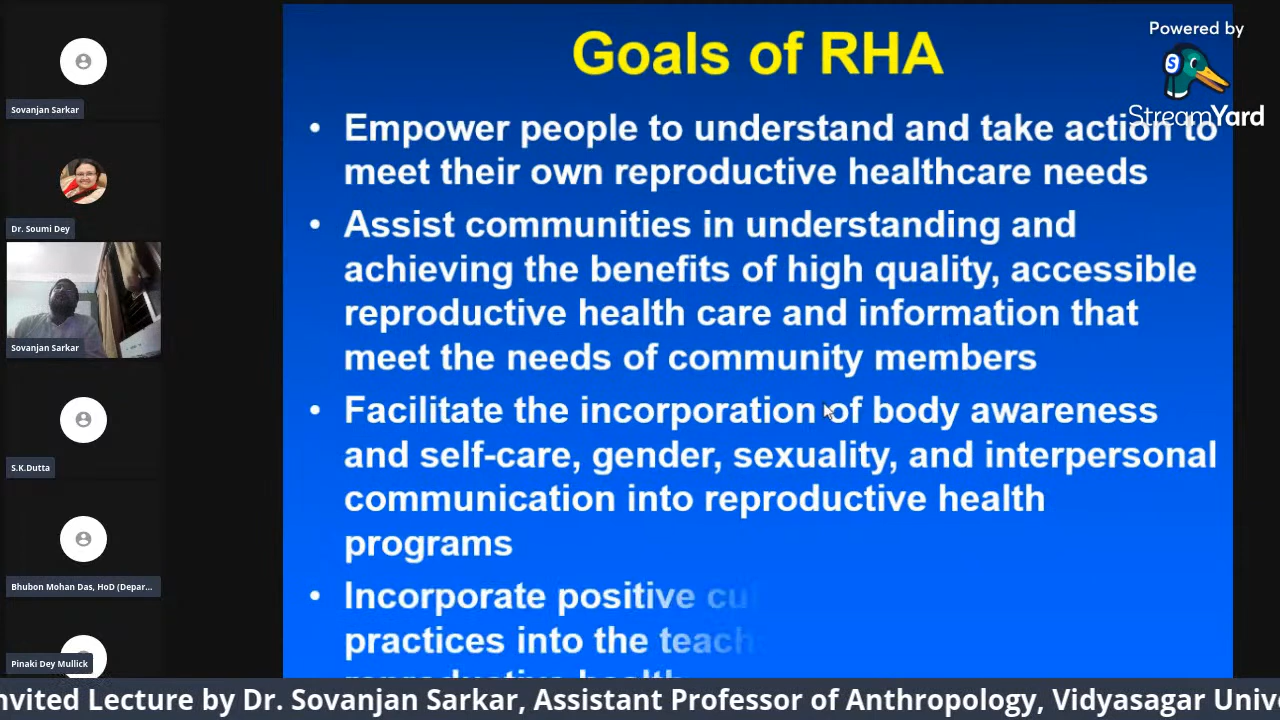 Sovanjan Sarkar
Dr. Soumi Dey
Sovanjan Sarkar
S.K.Dutta
Bhubon Mohan Das, HoD (Depar...
Pinaki Dey Mullick
Goals of RHA
Powered by
StreamYard
• Empower people to understand and take action to
meet their own reproductive healthcare needs
• Assist communities in understanding and
achieving the benefits of high quality, accessible
reproductive health care and information that
meet the needs of community members
• Facilitate the incorporation of body awareness
and self-care, gender, sexuality, and interpersonal
communication into reproductive health
programs
• Incorporate positive
practices into the
reproductive health
Invited Lecture by Dr. Sovanjan Sarkar, Assistant Professor of Anthropology, Vidyasagar